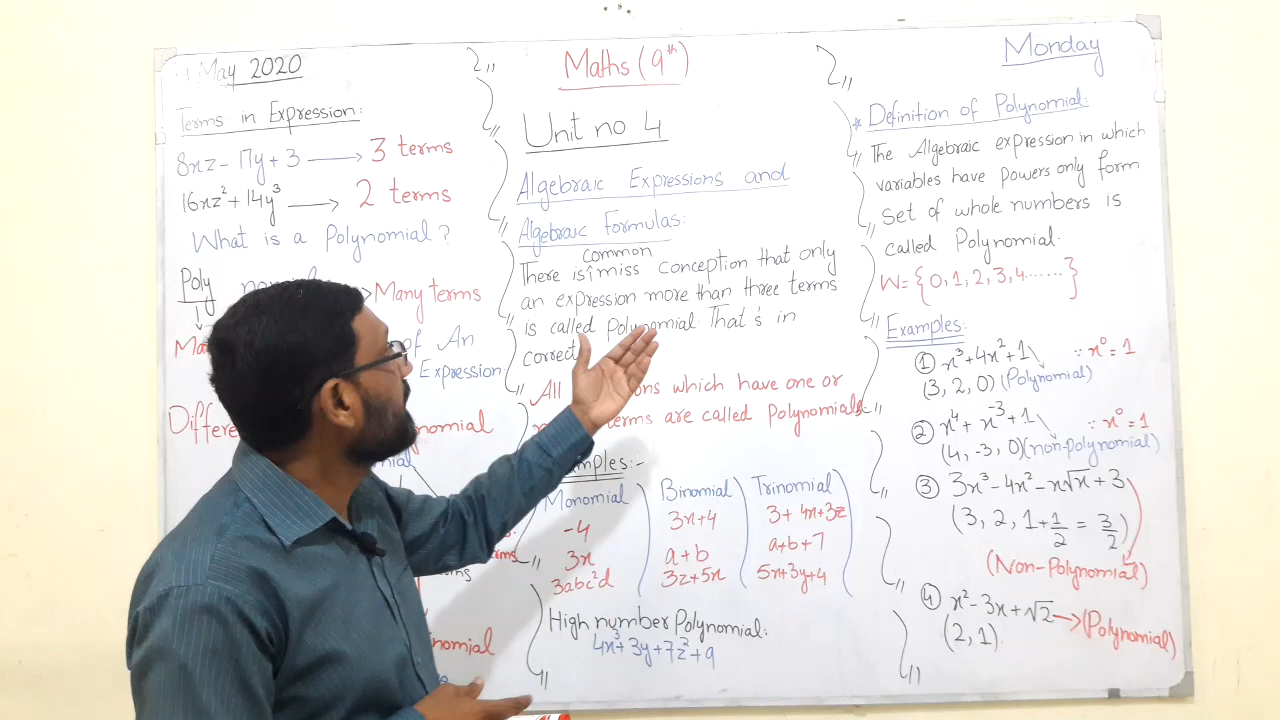 May 2020
Terms in Expression:
8xz - 17y + 3 → 3 terms
16xz² + 14y³ → 2 terms
What is a Polynomial?
Poly
Many terms
of An
Expression
nomial
Maths (9th)
Unit no 4
Algebraic Expressions and
Algebraic Formulas:
common
There is miss conception that only
an expression more than three terms
is called Polynomial That's in
correct
All ons which have one or
terms are called Polynomials.
Examples:-
Monomial
-4
3x
3abc²d
Binomial
3x+4
a+b
3z+5x
Trinomial
3+4x+3z
a+b+7
5x+3y+4
High number Polynomial:
4x³+3y+7z²+9
Monday
* Definition of Polynomial:
The Algebraic expression in which
variables have powers only form
set of whole numbers is
called Polynomial.
W = {0, 1, 2, 3, 4......}
Examples:
① x³+4x²+1 ∵ x⁰ = 1
(3, 2, 0) (Polynomial)
② x⁴ + x⁻³ + 1 ∵ x⁰ = 1
(4, -3, 0) (non-polynomial)
③ 3x³ - 4x² - x√x + 3
(3, 2, 1+1/2 = 3/2)
(Non-Polynomial)
④ x² - 3x + √2 → (Polynomial)
(2, 1)